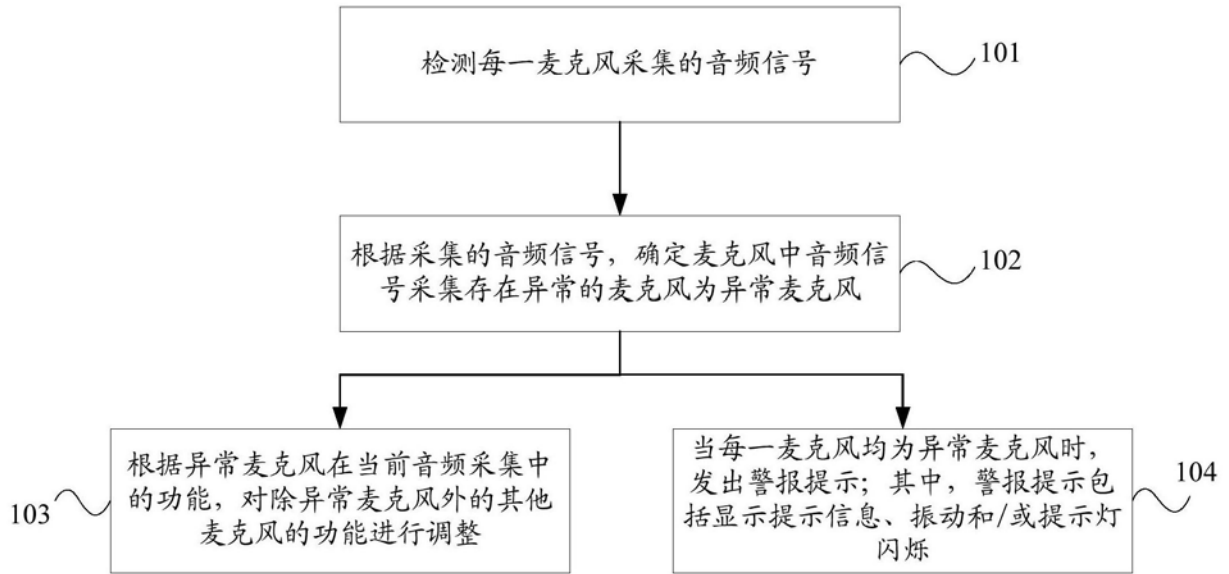 检测每一麦克风采集的音频信号
101
根据采集的音频信号，确定麦克风中音频信
号采集存在异常的麦克风为异常麦克风
102
根据异常麦克风在当前音频采集中
的功能，对除异常麦克风外的其他
麦克风的功能进行调整
103
当每一麦克风均为异常麦克风时，
发出警报提示；其中，警报提示包
括显示提示信息、振动和/或提示灯
闪烁
104